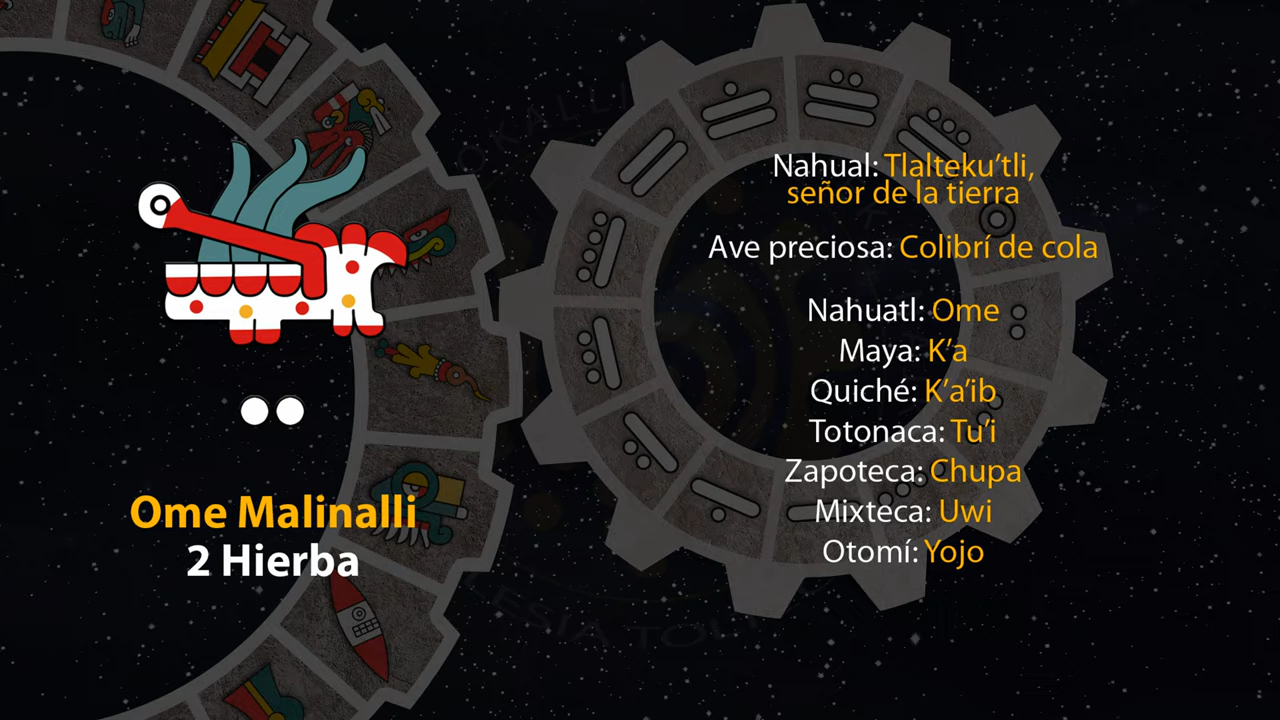 Nahual: Tlalteku’tli,
señor de la tierra
Ave preciosa: Colibrí de cola
Nahuatl: Ome
Maya: K’a
Quiché: K’a’ib
Totonaca: Tu’i
Zapoteca: Chupa
Mixteca: Uwi
Otomí: Yojo
Ome Malinalli
2 Hierba